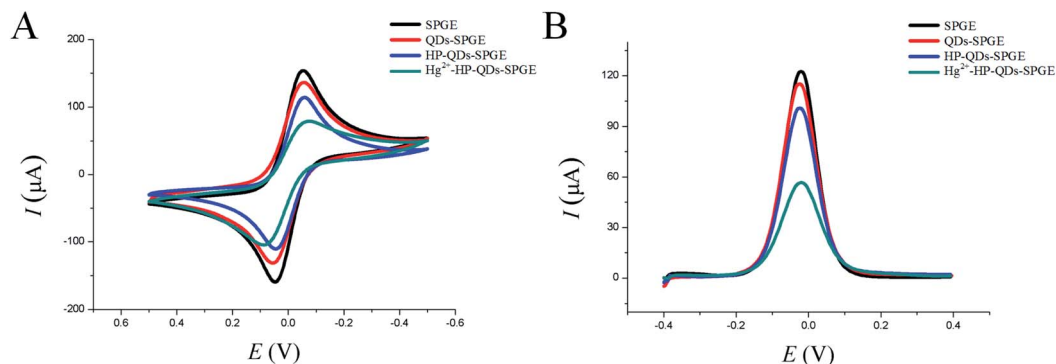 A
SPGE
QDs-SPGE
HP-QDs-SPGE
Hg²⁺-HP-QDs-SPGE
200
100
0
-100
-200
I (μA)
0.6 0.4 0.2 0.0 -0.2 -0.4 -0.6
E (V)
B
SPGE
QDs-SPGE
HP-QDs-SPGE
Hg²⁺-HP-QDs-SPGE
120
90
60
30
0
I (μA)
-0.4 -0.2 0.0 0.2 0.4
E (V)